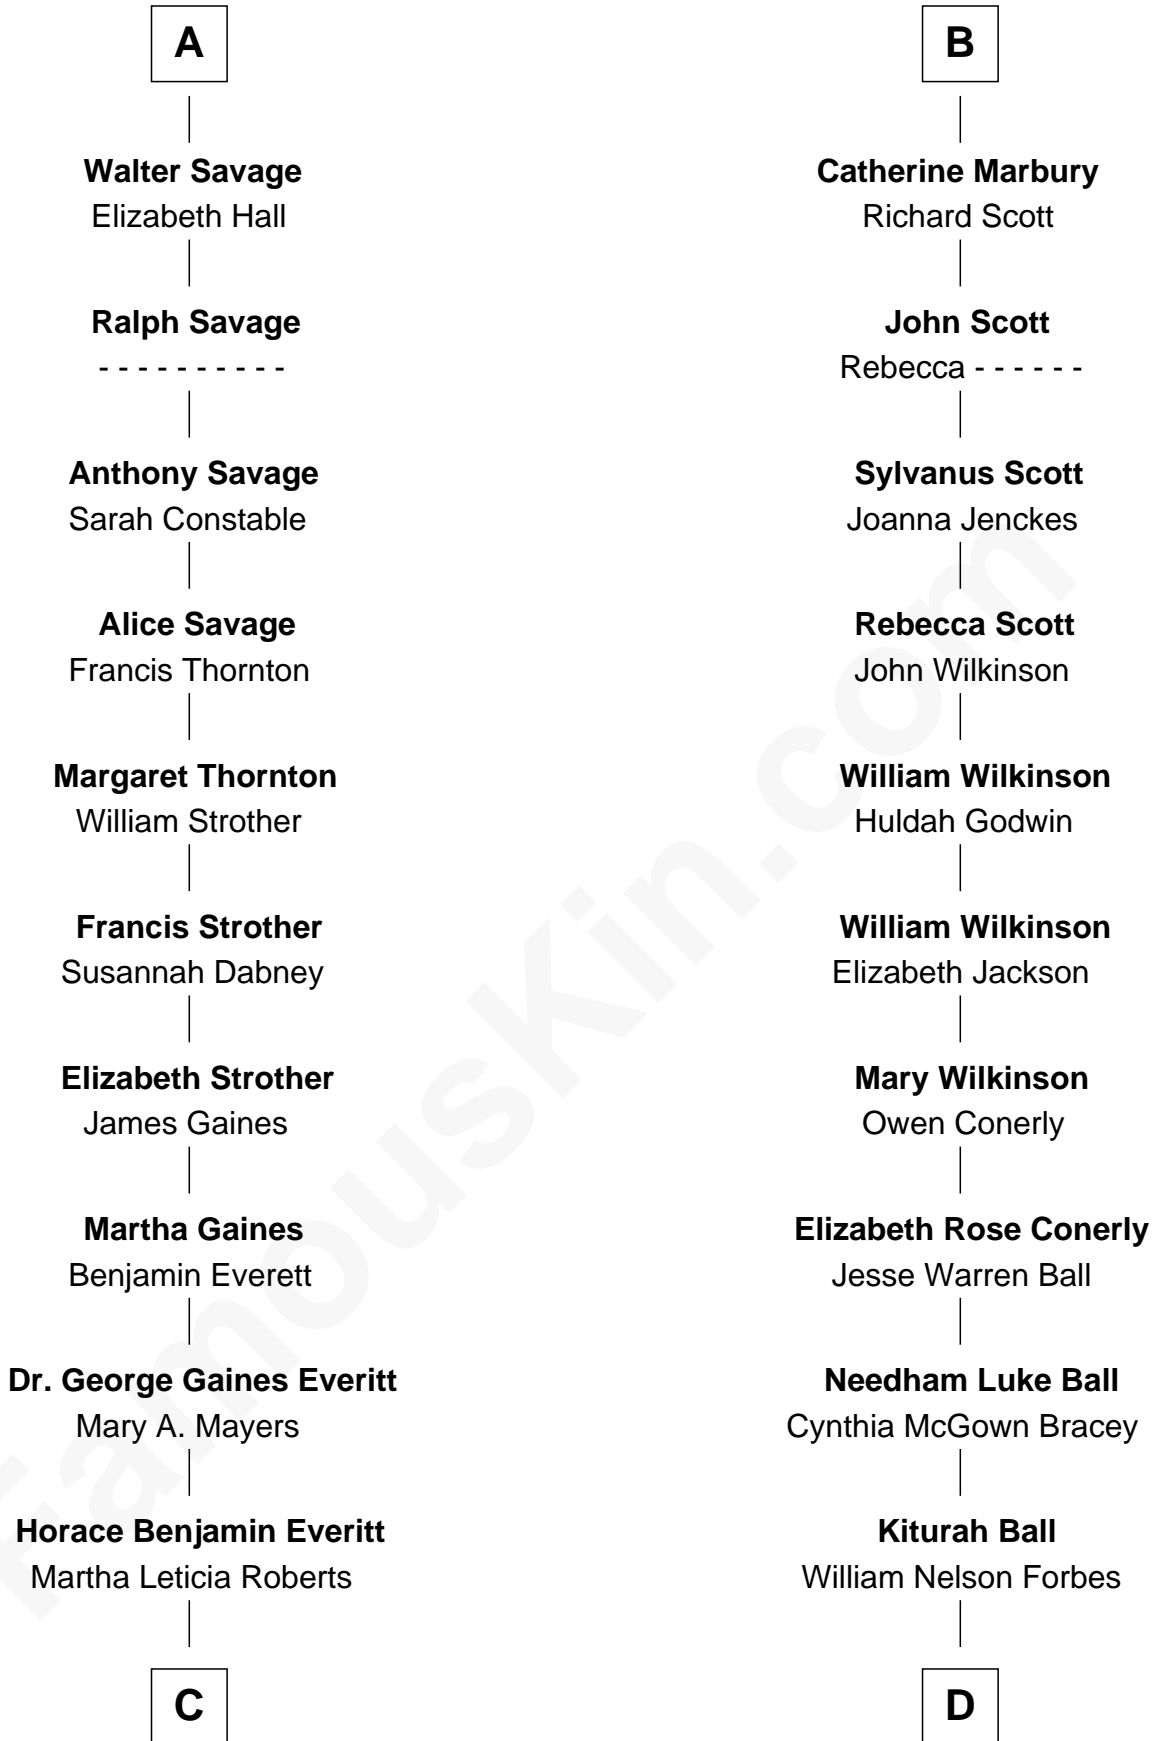 A
Walter Savage
Elizabeth Hall
Ralph Savage
- - - - - - - - - -
Anthony Savage
Sarah Constable
Alice Savage
Francis Thornton
Margaret Thornton
William Strother
Francis Strother
Susannah Dabney
Elizabeth Strother
James Gaines
Martha Gaines
Benjamin Everett
Dr. George Gaines Everitt
Mary A. Mayers
Horace Benjamin Everitt
Martha Leticia Roberts
C
B
Catherine Marbury
Richard Scott
John Scott
Rebecca - - - - - -
Sylvanus Scott
Joanna Jenckes
Rebecca Scott
John Wilkinson
William Wilkinson
Huldah Godwin
William Wilkinson
Elizabeth Jackson
Mary Wilkinson
Owen Conerly
Elizabeth Rose Conerly
Jesse Warren Ball
Needham Luke Ball
Cynthia McGown Bracey
Kiturah Ball
William Nelson Forbes
D
FamousKin.com